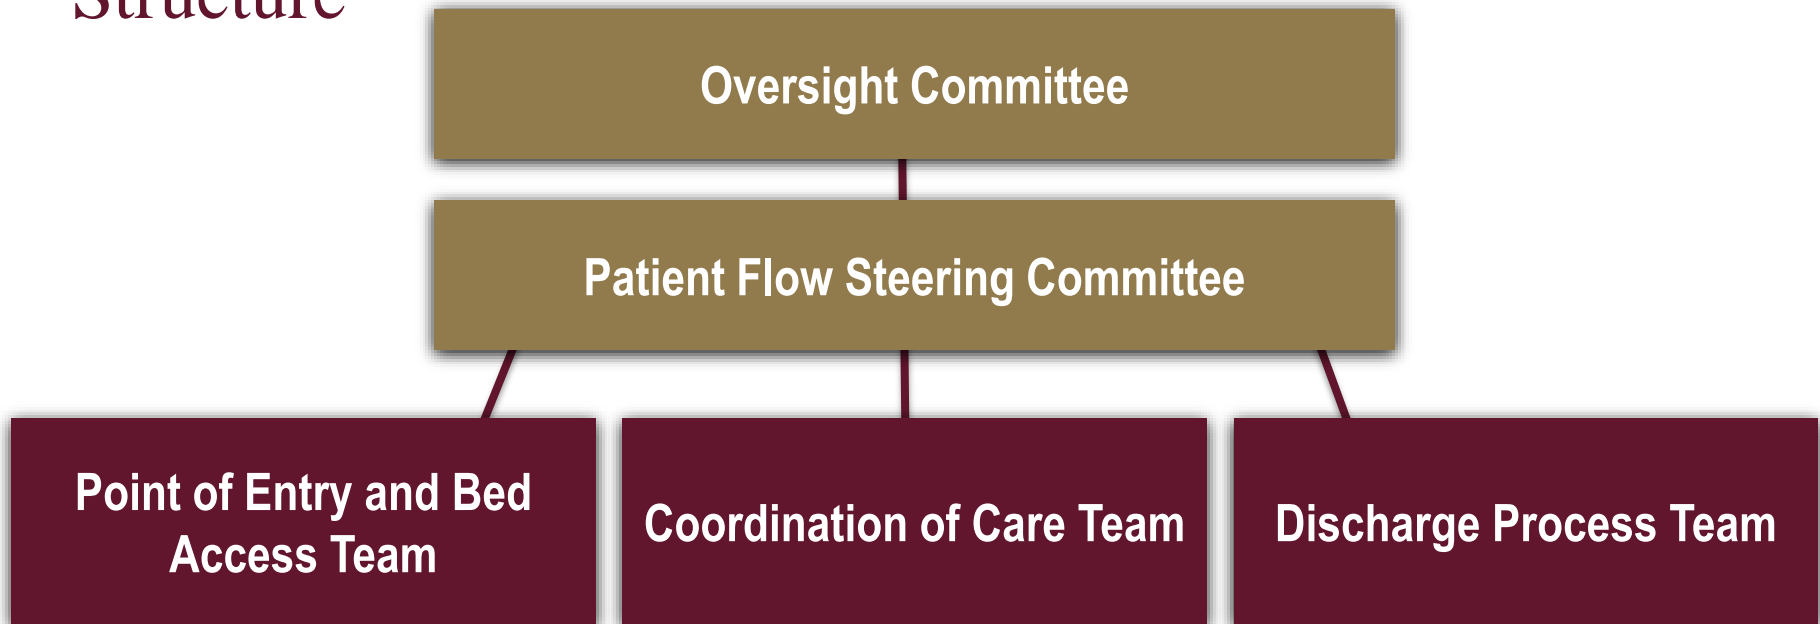 Structure
Oversight Committee
Patient Flow Steering Committee
Point of Entry and Bed
Access Team
Coordination of Care Team
Discharge Process Team